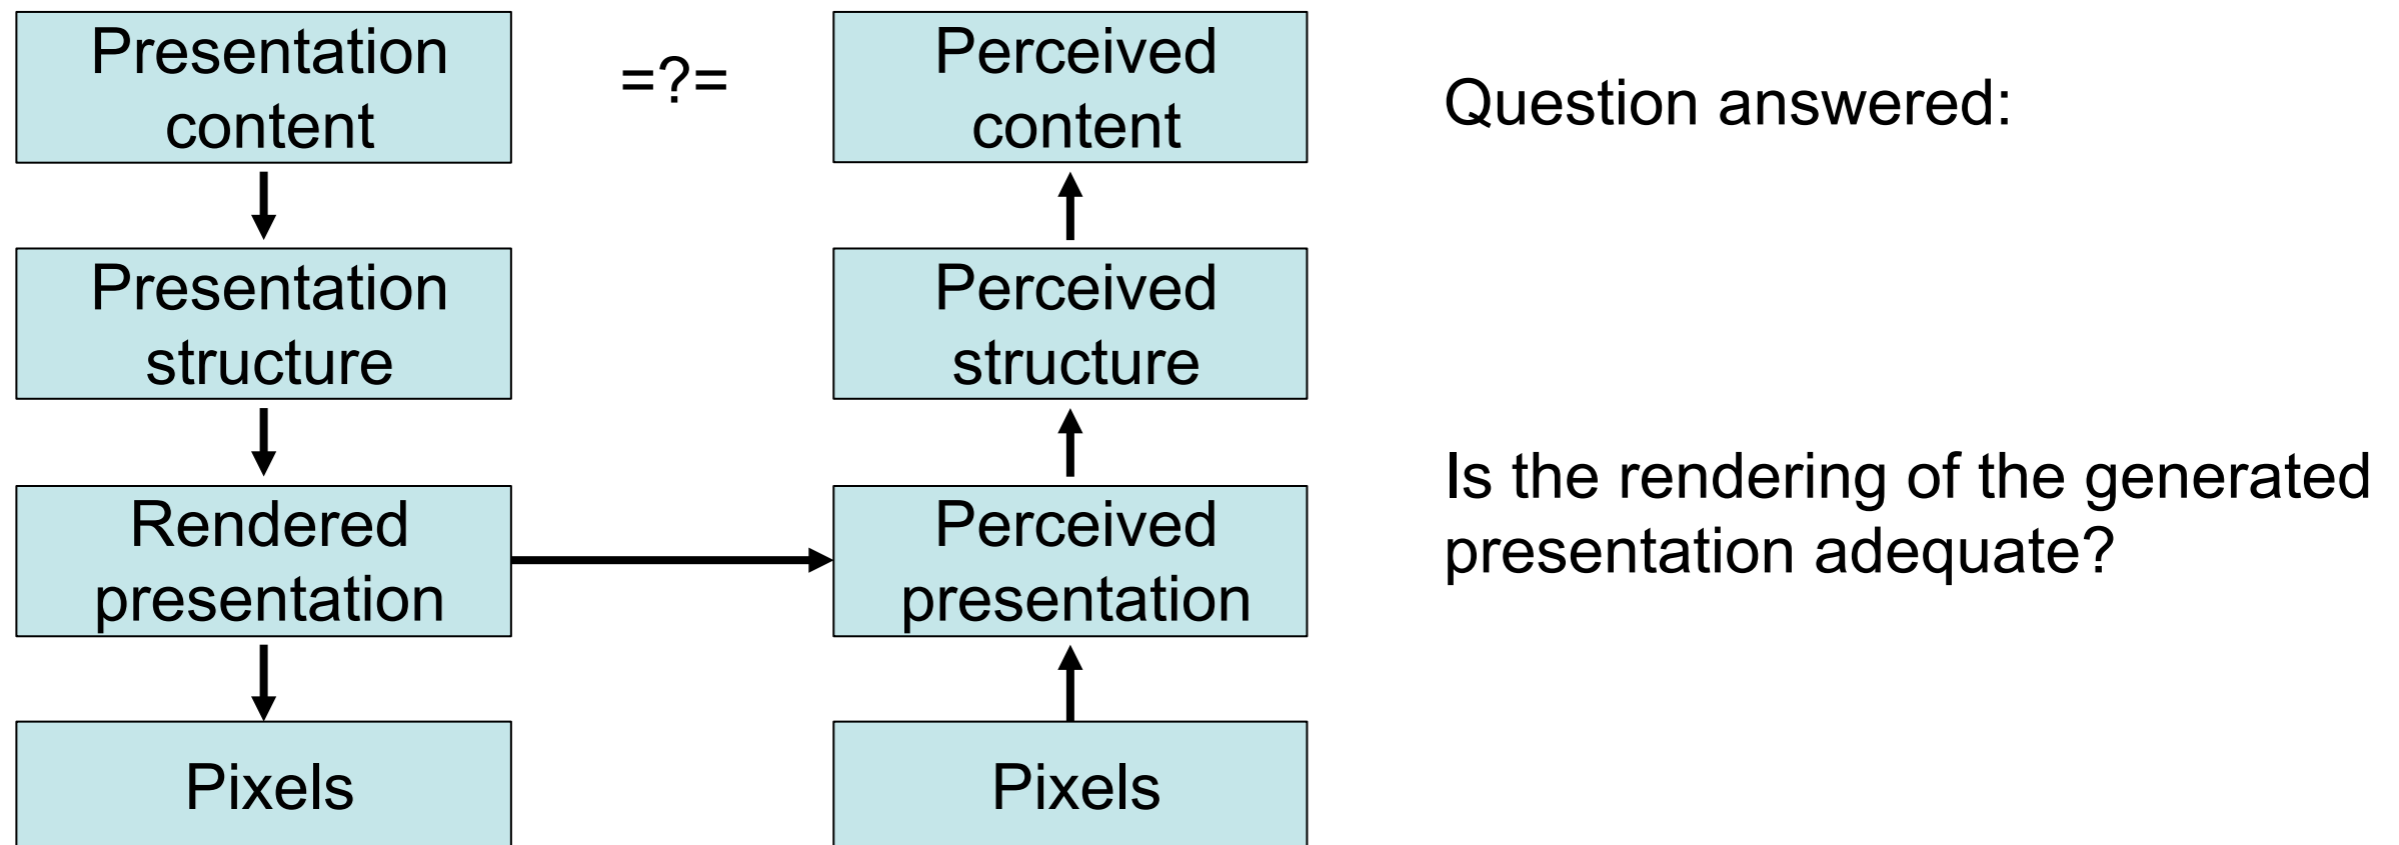 Presentation
content
=?=
Perceived
content
Question answered:
Presentation
structure
Perceived
structure
Rendered
presentation
Perceived
presentation
Is the rendering of the generated
presentation adequate?
Pixels
Pixels